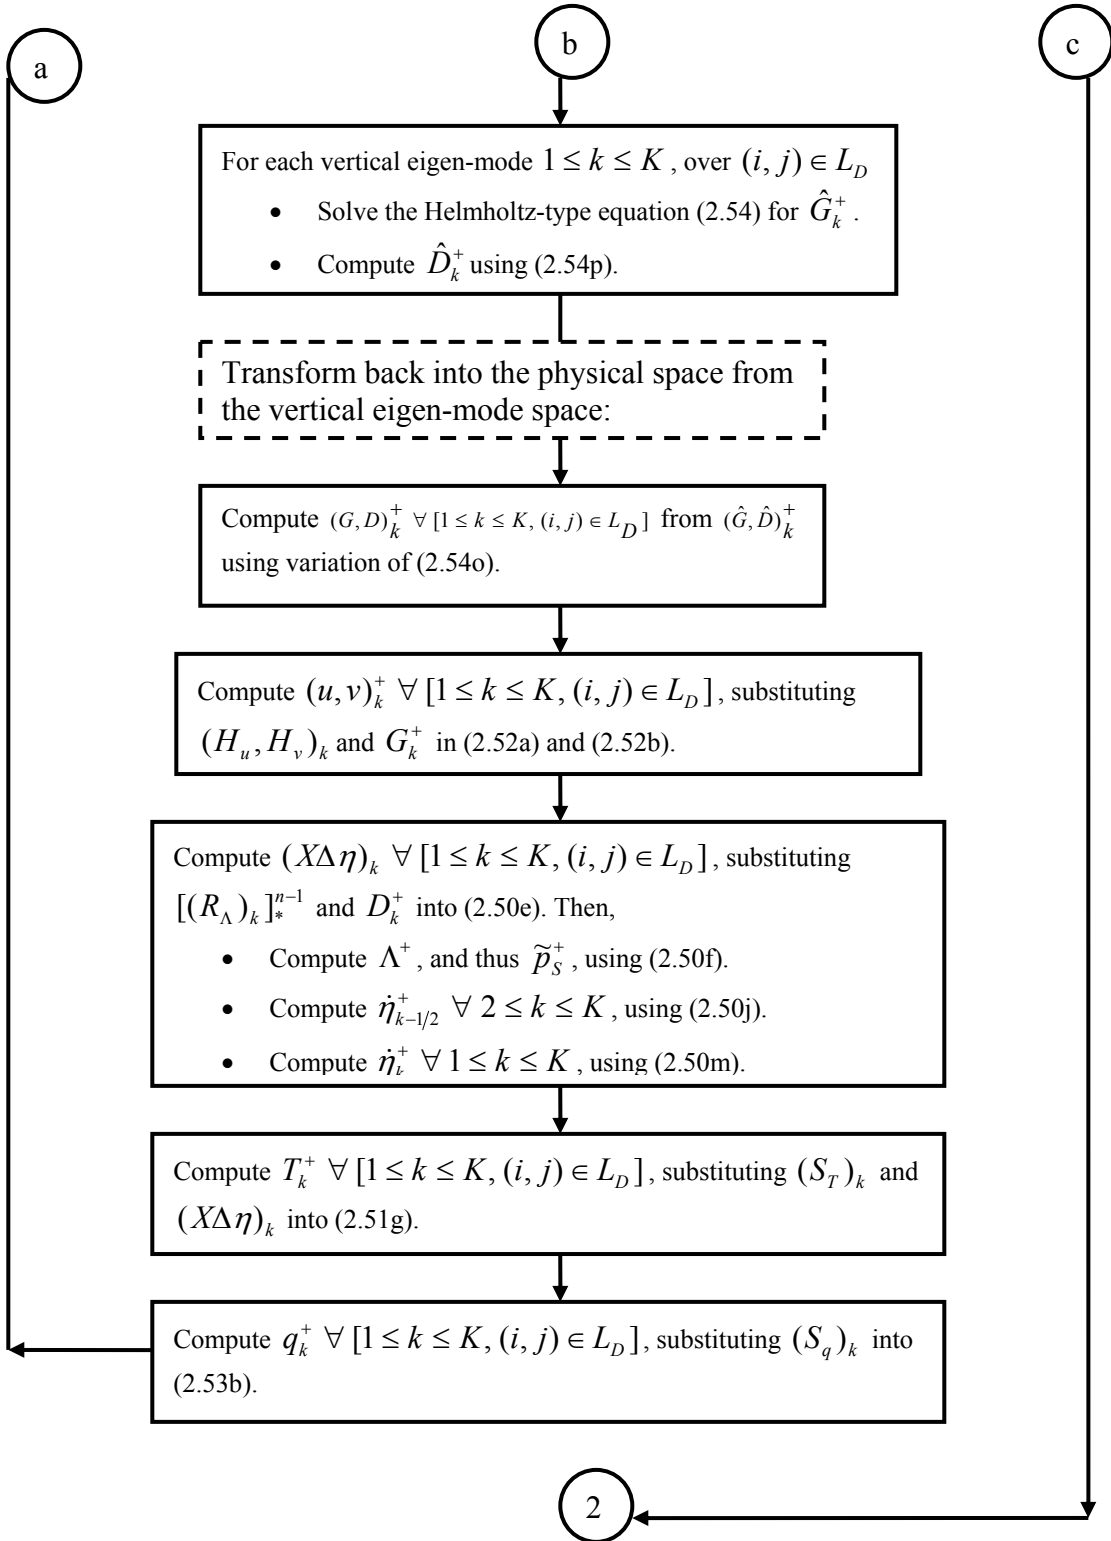 a
b
c
For each vertical eigen-mode 1 ≤ k ≤ K , over (i, j) ∈ L_D
• Solve the Helmholtz-type equation (2.54) for Ĝ_k^+ .
• Compute D̂_k^+ using (2.54p).
Transform back into the physical space from
the vertical eigen-mode space:
Compute (G, D)_k^+ ∀ [1 ≤ k ≤ K, (i, j) ∈ L_D ] from (Ĝ, D̂)_k^+
using variation of (2.54o).
Compute (u, v)_k^+ ∀ [1 ≤ k ≤ K, (i, j) ∈ L_D] , substituting
(H_u, H_v)_k and G_k^+ in (2.52a) and (2.52b).
Compute (XΔη)_k ∀ [1 ≤ k ≤ K, (i, j) ∈ L_D] , substituting
[(R_Λ)_k]_*^{n-1} and D_k^+ into (2.50e). Then,
• Compute Λ^+ , and thus p̃_S^+ , using (2.50f).
• Compute η̇_{k-1/2}^+ ∀ 2 ≤ k ≤ K , using (2.50j).
• Compute η̇_k^+ ∀ 1 ≤ k ≤ K , using (2.50m).
Compute T_k^+ ∀ [1 ≤ k ≤ K, (i, j) ∈ L_D] , substituting (S_T)_k and
(XΔη)_k into (2.51g).
Compute q_k^+ ∀ [1 ≤ k ≤ K, (i, j) ∈ L_D] , substituting (S_q)_k into
(2.53b).
2